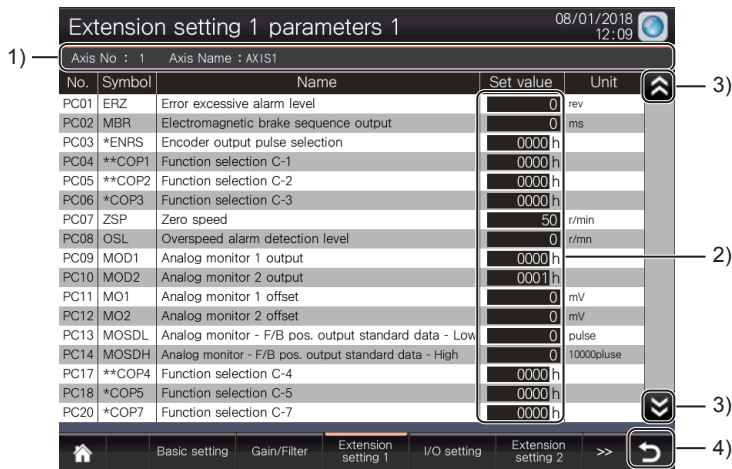 Extension setting 1 parameters 1
08/01/2018
12:09
1)
Axis No : 1 Axis Name : AXIS1
No. Symbol Name Set value Unit
3)
PC01 ERZ Error excessive alarm level 0 rev
PC02 MBR Electromagnetic brake sequence output 0 ms
PC03 *ENRS Encoder output pulse selection 0000 h
PC04 **COP1 Function selection C-1 0000 h
PC05 **COP2 Function selection C-2 0000 h
PC06 *COP3 Function selection C-3 0000 h
PC07 ZSP Zero speed 50 r/min
PC08 OSL Overspeed alarm detection level 0 r/mn
PC09 MOD1 Analog monitor 1 output 0000 h
2)
PC10 MOD2 Analog monitor 2 output 0001 h
PC11 MO1 Analog monitor 1 offset 0 mV
PC12 MO2 Analog monitor 2 offset 0 mV
PC13 MOSDL Analog monitor - F/B pos. output standard data - Low 0 pulse
PC14 MOSDH Analog monitor - F/B pos. output standard data - High 0 10000pluse
PC17 **COP4 Function selection C-4 0000 h
PC18 *COP5 Function selection C-5 0000 h
PC20 *COP7 Function selection C-7 0000 h
3)
Basic setting Gain/Filter Extension setting 1 I/O setting Extension setting 2 >>
4)